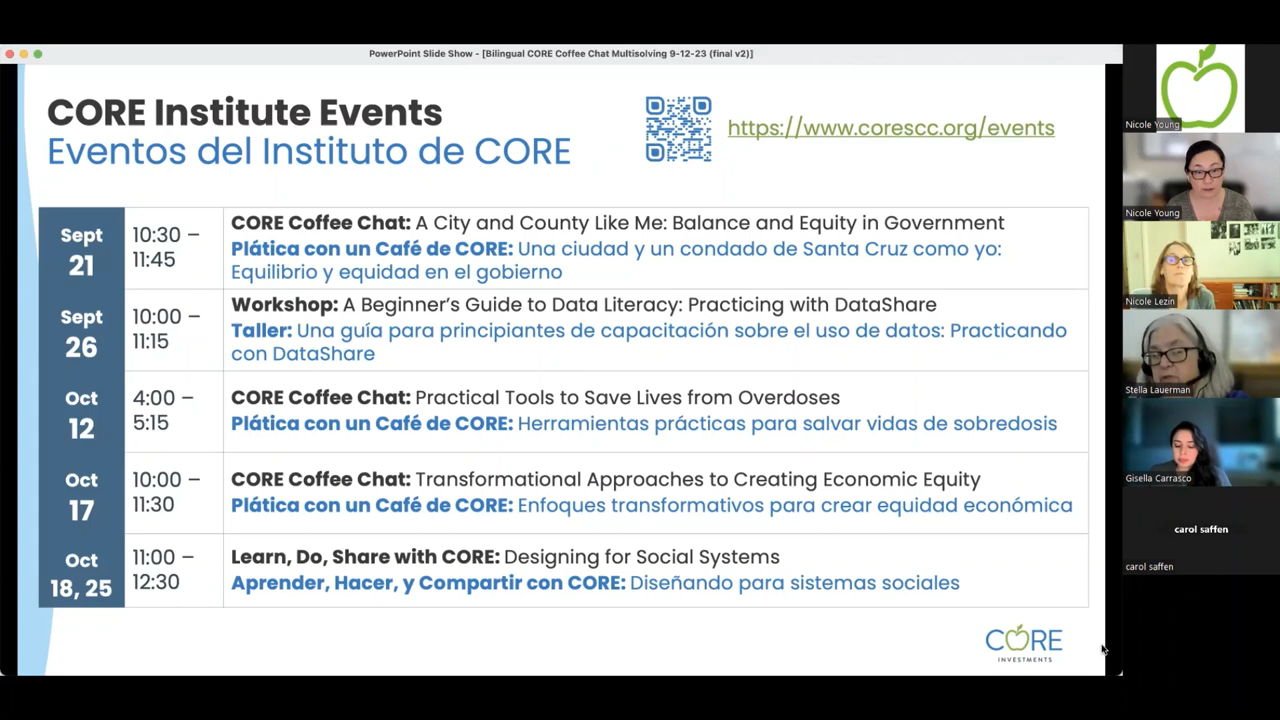 PowerPoint Slide Show - [Bilingual CORE Coffee Chat Multisolving 9-12-23 (final v2)]
CORE Institute Events
Eventos del Instituto de CORE
https://www.corescc.org/events
Sept
21
10:30 –
11:45
CORE Coffee Chat: A City and County Like Me: Balance and Equity in Government
Plática con un Café de CORE: Una ciudad y un condado de Santa Cruz como yo:
Equilibrio y equidad en el gobierno
Sept
26
10:00 –
11:15
Workshop: A Beginner's Guide to Data Literacy: Practicing with DataShare
Taller: Una guía para principiantes de capacitación sobre el uso de datos: Practicando
con DataShare
Oct
12
4:00 –
5:15
CORE Coffee Chat: Practical Tools to Save Lives from Overdoses
Plática con un Café de CORE: Herramientas prácticas para salvar vidas de sobredosis
Oct
17
10:00 –
11:30
CORE Coffee Chat: Transformational Approaches to Creating Economic Equity
Plática con un Café de CORE: Enfoques transformativos para crear equidad económica
Oct
18, 25
11:00 –
12:30
Learn, Do, Share with CORE: Designing for Social Systems
Aprender, Hacer, y Compartir con CORE: Diseñando para sistemas sociales
CORE
INVESTMENTS
Nicole Young
Nicole Young
Nicole Lezin
Stella Lauerman
Gisella Carrasco
carol saffen
carol saffen